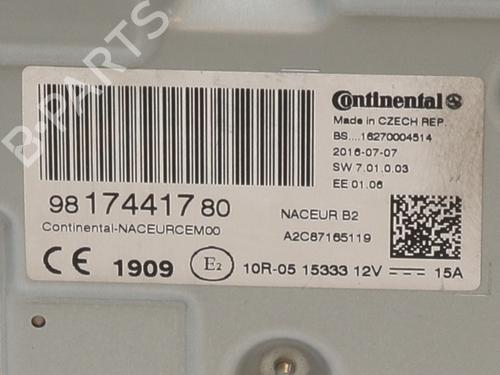 B-PARTS
Continental
Made in CZECH REP.
BS....16270004514
2016-07-07
SW 7.01.0.03
EE 01.06
98 174417 80
Continental-NACEURCEM00
NACEUR B2
A2C87165119
CE 1909 E2 10R-05 15333 12V 15A